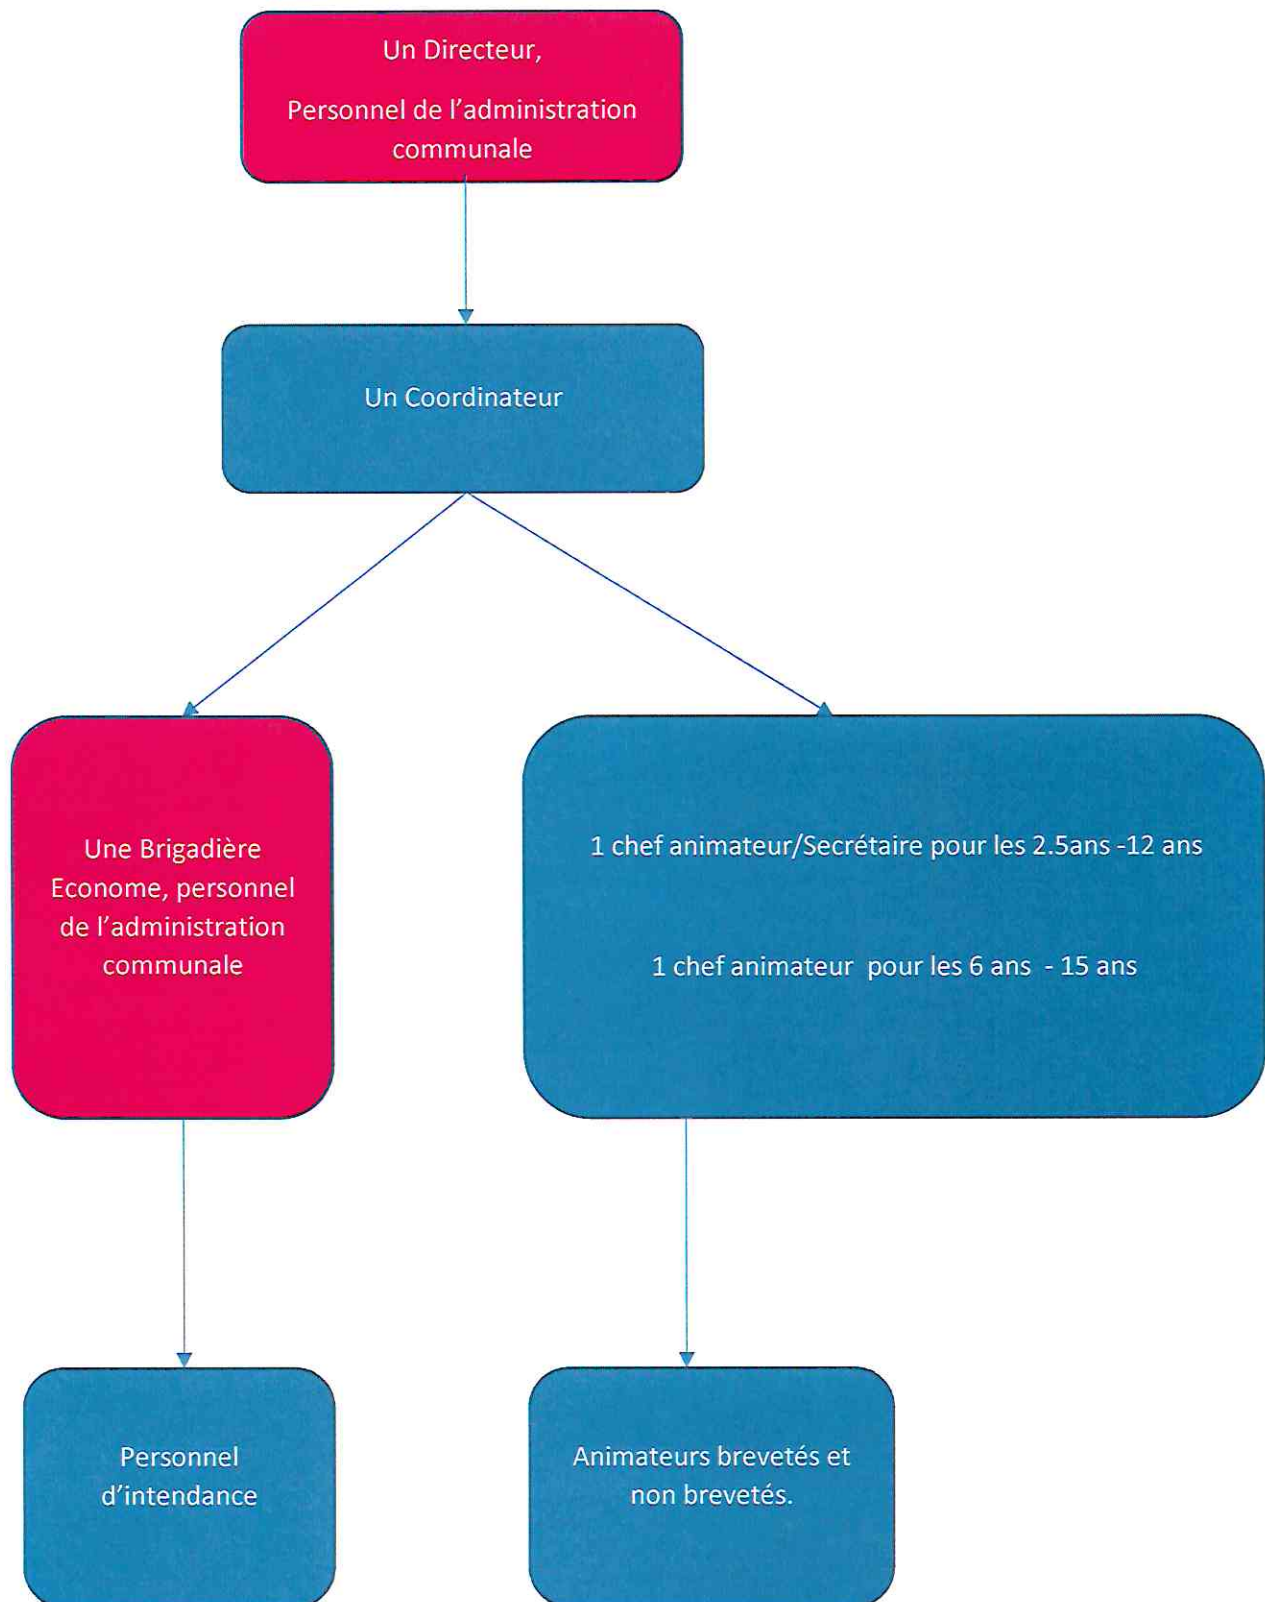 Un Directeur,
Personnel de l'administration
communale
Un Coordinateur
Une Brigadière
Econome, personnel
de l'administration
communale
1 chef animateur/Secrétaire pour les 2.5ans -12 ans
1 chef animateur  pour les 6 ans  - 15 ans
Personnel
d'intendance
Animateurs brevetés et
non brevetés.